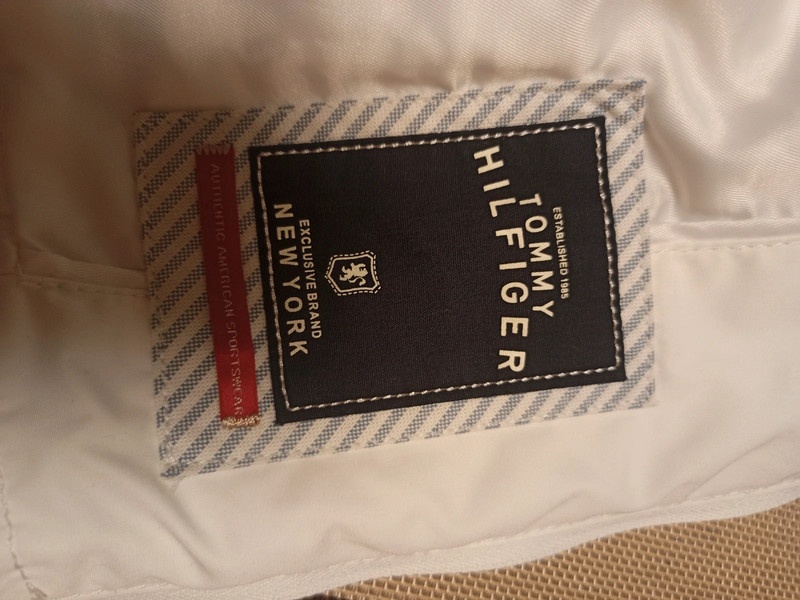 ESTABLISHED 1985
TOMMY
HILFIGER
EXCLUSIVE BRAND
NEW YORK
AUTHENTIC AMERICAN SPORTSWEAR